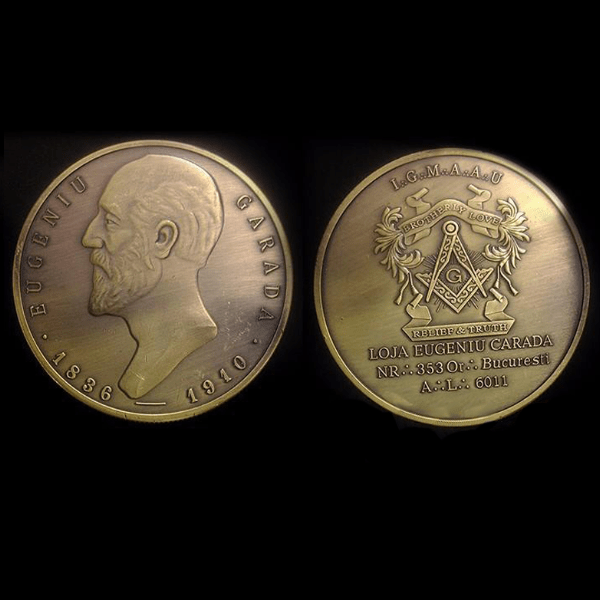 · EUGENIU CARADA ·
1836 — 1910
I∴G∴M∴A∴A∴U
BROTHERLY LOVE
G
RELIEF & TRUTH
LOJA EUGENIU CARADA
NR∴ 353 Or∴ Bucuresti
A∴L∴ 6011